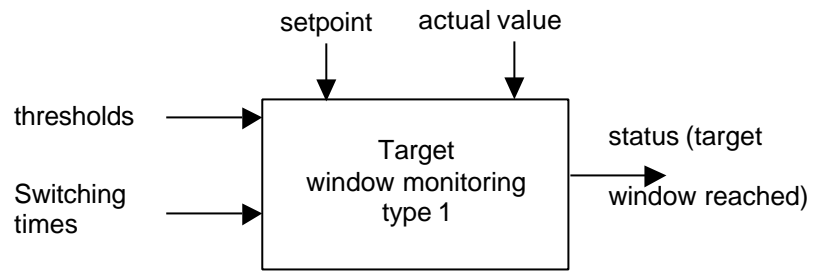 setpoint
actual value
thresholds
Target
window monitoring
type 1
status (target
window reached)
Switching
times